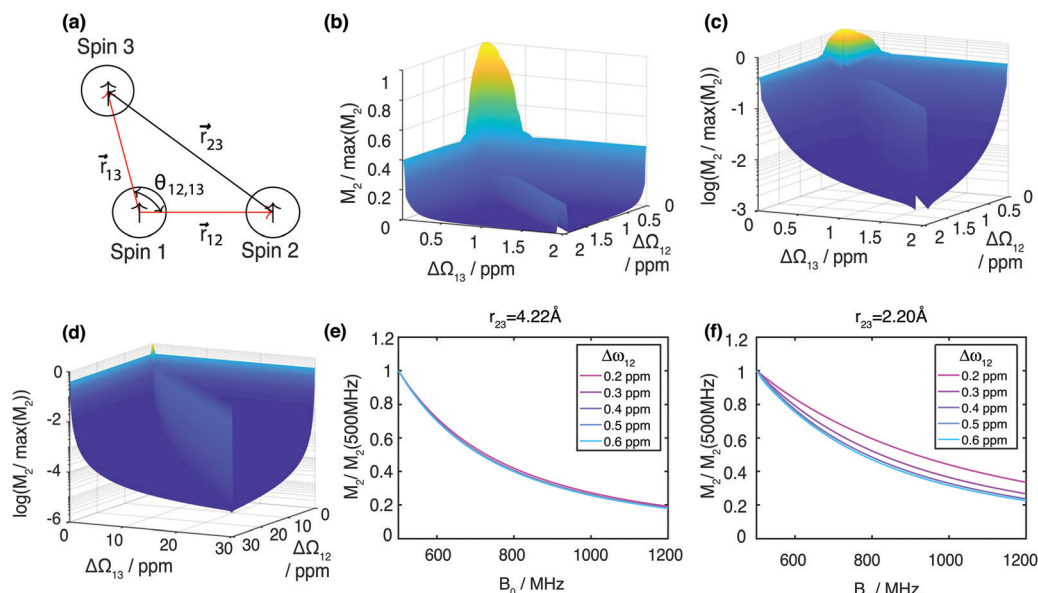 (a)
Spin 3
r⃗23
r⃗13
θ12,13
Spin 1
r⃗12
Spin 2
(b)
M2 / max(M2)
1
0.8
0.6
0.4
0.2
0
0.5
1
1.5
2
ΔΩ13 / ppm
2
1.5
1
0.5
0
ΔΩ12
/ ppm
(c)
log(M2 / max(M2))
0
-1
-2
-3
0
0.5
1
1.5
2
ΔΩ13 / ppm
2
1.5
1
0.5
0
ΔΩ12
/ ppm
(d)
log(M2/ max(M2))
0
-2
-4
-6
0
10
20
30
ΔΩ13 / ppm
30
20
10
0
ΔΩ12
/ ppm
(e)
r23=4.22Å
M2/ M2(500MHz)
1.2
1
0.8
0.6
0.4
0.2
0
600
800
1000
1200
B0 / MHz
Δω12
0.2 ppm
0.3 ppm
0.4 ppm
0.5 ppm
0.6 ppm
(f)
r23=2.20Å
M2/ M2(500MHz)
1.2
1
0.8
0.6
0.4
0.2
0
600
800
1000
1200
B / MHz
Δω12
0.2 ppm
0.3 ppm
0.4 ppm
0.5 ppm
0.6 ppm